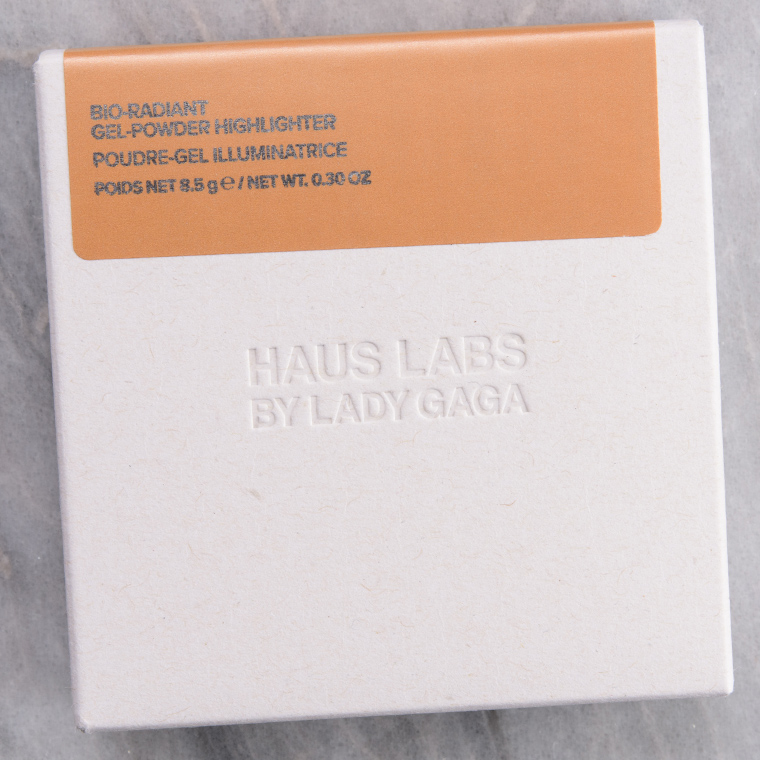 BIO-RADIANT
GEL-POWDER HIGHLIGHTER
POUDRE-GEL ILLUMINATRICE
POIDS NET 8.5 g ℮ / NET WT. 0.30 OZ
HAUS LABS
BY LADY GAGA